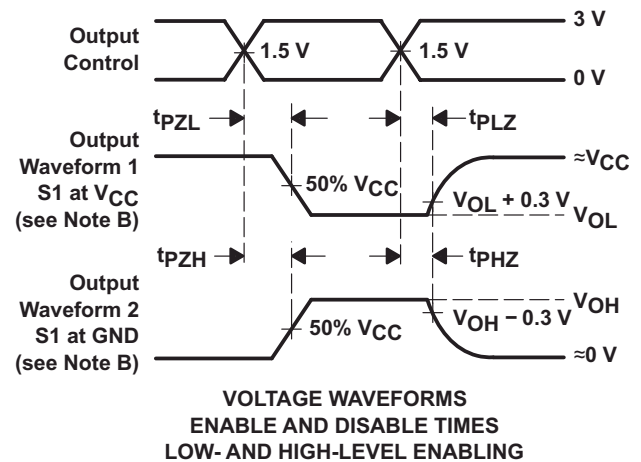 Output
Control
1.5 V
1.5 V
3 V
0 V
tPZL
tPLZ
Output
Waveform 1
S1 at VCC
(see Note B)
50% VCC
VOL + 0.3 V
≈VCC
VOL
tPZH
tPHZ
Output
Waveform 2
S1 at GND
(see Note B)
50% VCC
VOH − 0.3 V
VOH
≈0 V
VOLTAGE WAVEFORMS
ENABLE AND DISABLE TIMES
LOW- AND HIGH-LEVEL ENABLING